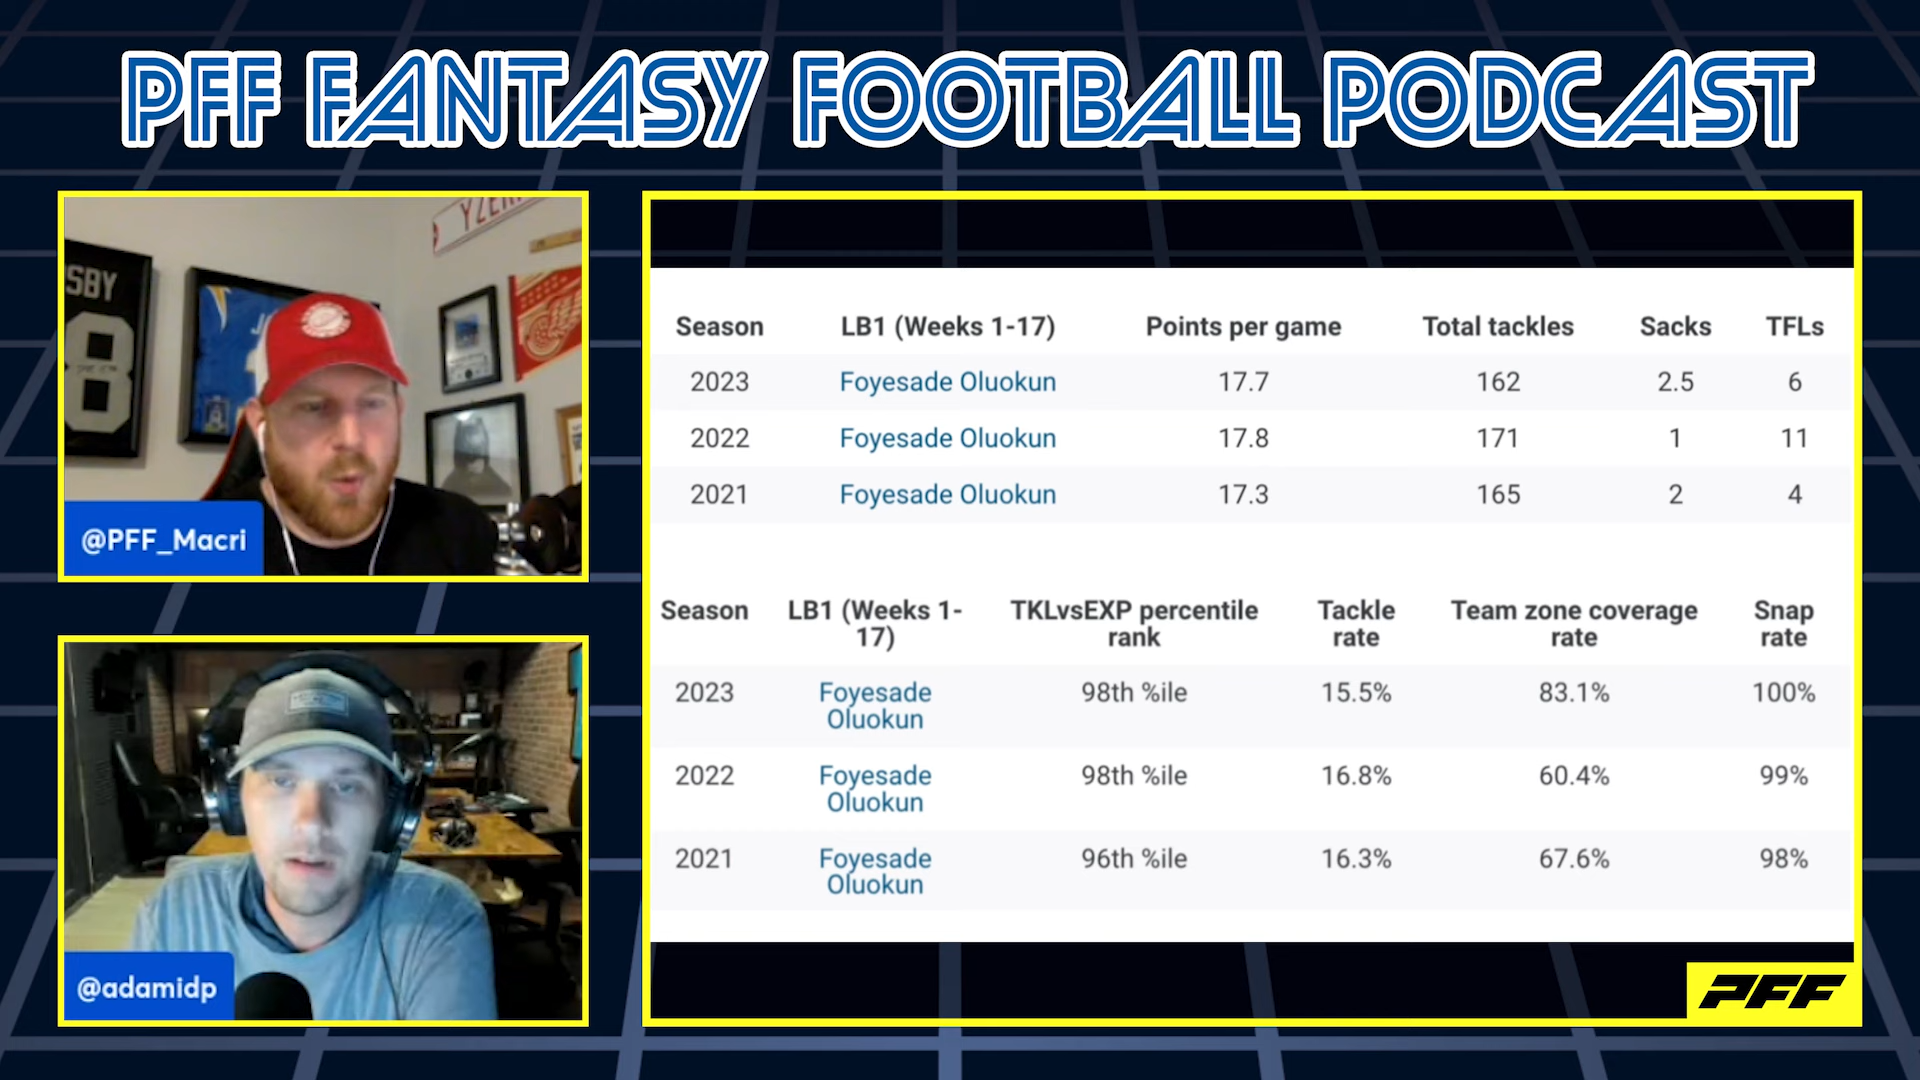 PFF FANTASY FOOTBALL PODCAST
SBY
8
YZER
@PFF_Macri
@adamidp
Season LB1 (Weeks 1-17) Points per game Total tackles Sacks TFLs
2023 Foyesade Oluokun 17.7 162 2.5 6
2022 Foyesade Oluokun 17.8 171 1 11
2021 Foyesade Oluokun 17.3 165 2 4
Season LB1 (Weeks 1- TKLvsEXP percentile Tackle Team zone coverage Snap
17) rank rate rate rate
2023 Foyesade 98th %ile 15.5% 83.1% 100%
Oluokun
2022 Foyesade 98th %ile 16.8% 60.4% 99%
Oluokun
2021 Foyesade 96th %ile 16.3% 67.6% 98%
Oluokun
PFF